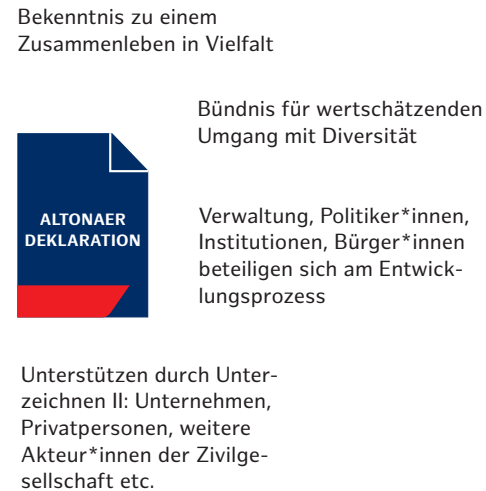 Bekenntnis zu einem
Zusammenleben in Vielfalt
Bündnis für wertschätzenden
Umgang mit Diversität
ALTONAER
DEKLARATION
Verwaltung, Politiker*innen,
Institutionen, Bürger*innen
beteiligen sich am Entwick-
lungsprozess
Unterstützen durch Unter-
zeichnen II: Unternehmen,
Privatpersonen, weitere
Akteur*innen der Zivilge-
sellschaft etc.